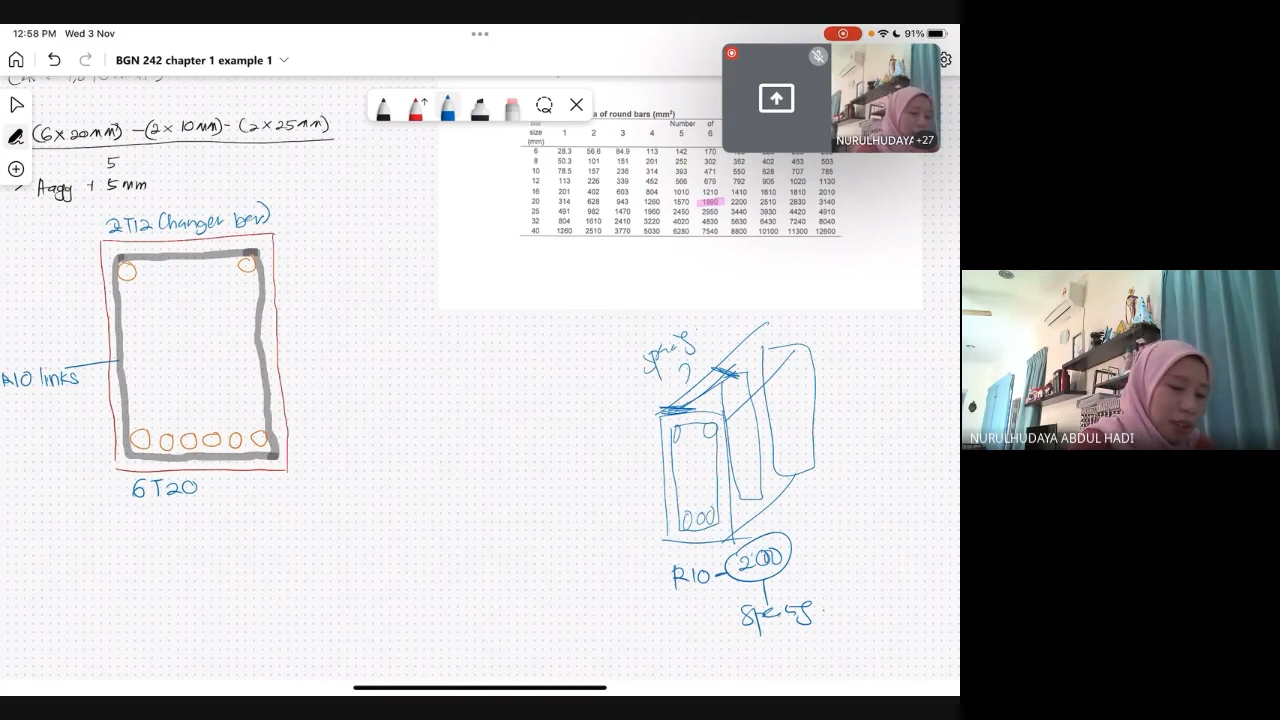 12:58 PM Wed 3 Nov
91%
BGN 242 chapter 1 example 1
(6 x 20mm) - (2 x 10mm) - (2 x 25mm)
5
Aagg + 5mm
2T12 (hanger bar)
R10 links
6T20
a of round bars (mm²)
size Number of
(mm) 1 2 3 4 5 6
6 28.3 56.6 84.9 113 142 170
8 50.3 101 151 201 252 302 352 402 453 503
10 78.5 157 236 314 393 471 550 628 707 785
12 113 226 339 452 566 679 792 905 1020 1130
16 201 402 603 804 1010 1210 1410 1610 1810 2010
20 314 628 943 1260 1570 1890 2200 2510 2830 3140
25 491 982 1470 1960 2450 2950 3440 3930 4420 4910
32 804 1610 2410 3220 4020 4830 5630 6430 7240 8040
40 1260 2510 3770 5030 6280 7540 8800 10100 11300 12600
NURULHUDAYA +27
NURULHUDAYA ABDUL HADI
spacing
?
R10 - 200
spacing